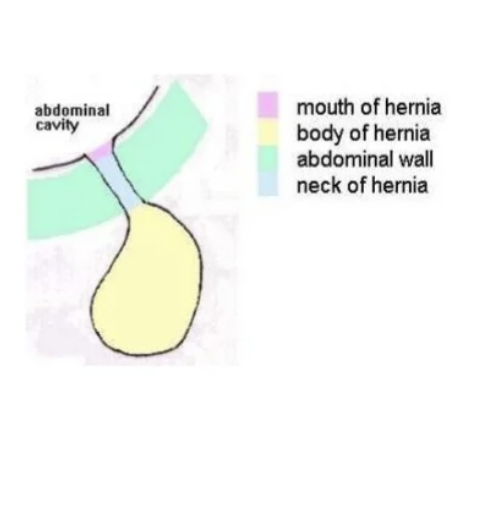 abdominal
cavity
mouth of hernia
body of hernia
abdominal wall
neck of hernia